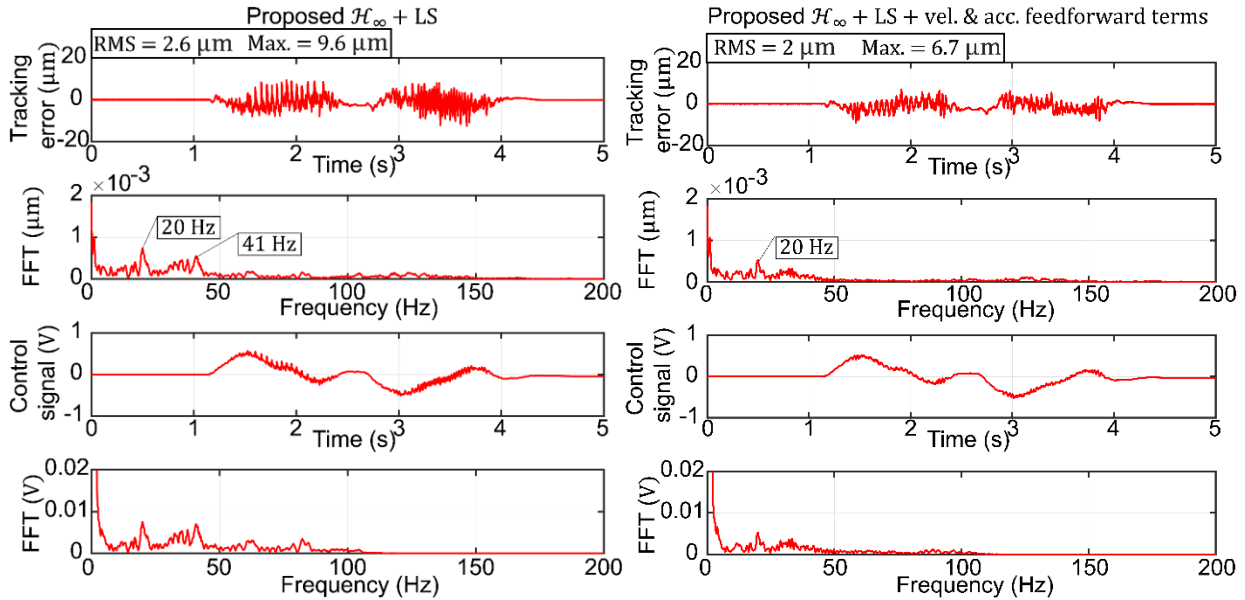 Proposed ℋ∞ + LS
RMS = 2.6 μm Max. = 9.6 μm
20
0
-20
Tracking
error (μm)
0 1 2 3 4 5
Time (s)
×10⁻³
2
1
0
FFT (μm)
20 Hz
41 Hz
0 50 100 150 200
Frequency (Hz)
1
0
-1
Control
signal (V)
0 1 2 3 4 5
Time (s)
0.02
0.01
0
FFT (V)
0 50 100 150 200
Frequency (Hz)
Proposed ℋ∞ + LS + vel. & acc. feedforward terms
RMS = 2 μm Max. = 6.7 μm
20
0
-20
Tracking
error (μm)
0 1 2 3 4 5
Time (s)
×10⁻³
2
1
0
FFT (μm)
20 Hz
0 50 100 150 200
Frequency (Hz)
1
0
-1
Control
signal (V)
0 1 2 3 4 5
Time (s)
0.02
0.01
0
FFT (V)
0 50 100 150 200
Frequency (Hz)